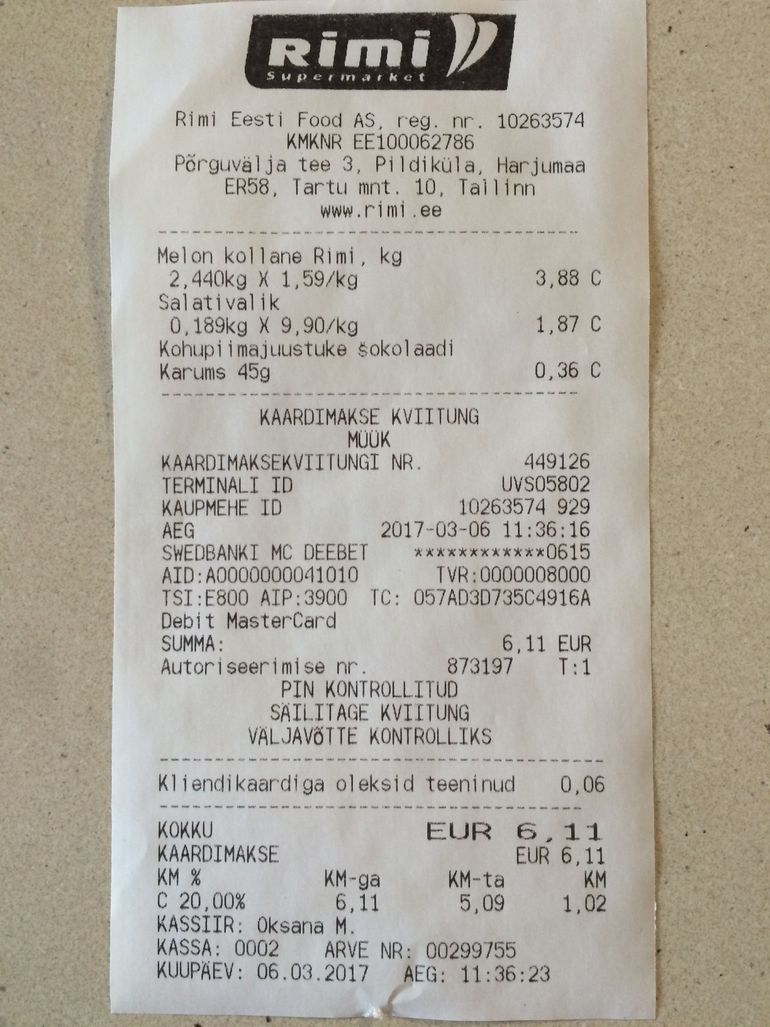 Rimi
Supermarket
Rimi Eesti Food AS, reg. nr. 10263574
KMKNR EE100062786
Põrguvälja tee 3, Pildiküla, Harjumaa
ER58, Tartu mnt. 10, Tallinn
www.rimi.ee
Melon kollane Rimi, kg
2,440kg X 1,59/kg 3,88 C
Salativalik
0,189kg X 9,90/kg 1,87 C
Kohupiimajuustuke šokolaadi
Karums 45g 0,36 C
KAARDIMAKSE KVIITUNG
MÜÜK
KAARDIMAKSEKVIITUNGI NR. 449126
TERMINALI ID UVS05802
KAUPMEHE ID 10263574 929
AEG 2017-03-06 11:36:16
SWEDBANKI MC DEEBET ************0615
AID:A0000000041010 TVR:0000008000
TSI:E800 AIP:3900 TC: 057AD3D735C4916A
Debit MasterCard
SUMMA: 6,11 EUR
Autoriseerimise nr. 873197 T:1
PIN KONTROLLITUD
SÄILITAGE KVIITUNG
VÄLJAVÕTTE KONTROLLIKS
Kliendikaardiga oleksid teeninud 0,06
KOKKU EUR 6,11
KAARDIMAKSE EUR 6,11
KM % KM-ga KM-ta KM
C 20,00% 6,11 5,09 1,02
KASSIIR: Oksana M.
KASSA: 0002 ARVE NR: 00299755
KUUPÄEV: 06.03.2017 AEG: 11:36:23